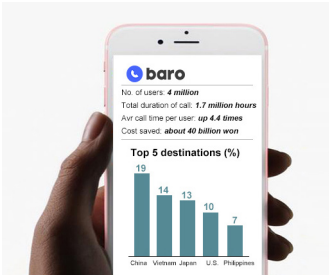 baro
No. of users: 4 million
Total duration of call: 1.7 million hours
Avr call time per user: up 4.4 times
Cost saved: about 40 billion won
Top 5 destinations (%)
19
14
13
10
7
China Vietnam Japan U.S. Philippines